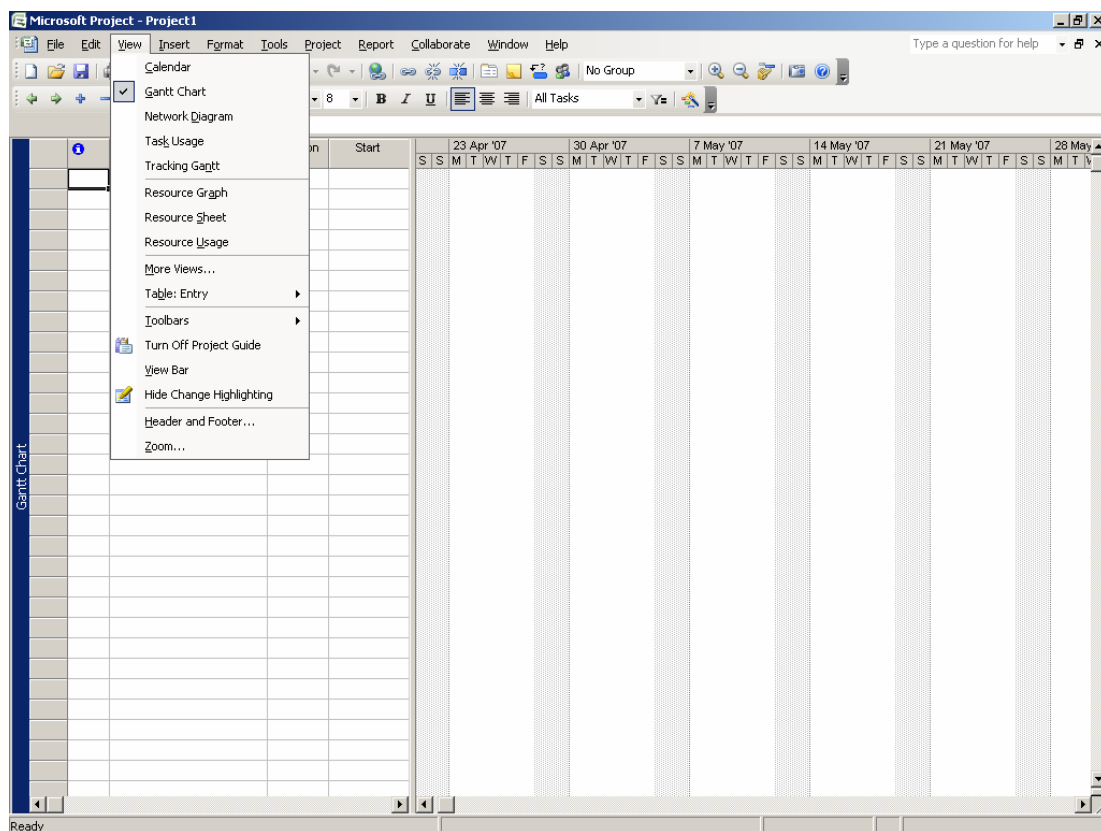 Microsoft Project - Project1
File Edit View Insert Format Tools Project Report Collaborate Window Help Type a question for help
No Group
8 B I U All Tasks
Calendar
Gantt Chart
Network Diagram
Task Usage
Tracking Gantt
Resource Graph
Resource Sheet
Resource Usage
More Views...
Table: Entry
Toolbars
Turn Off Project Guide
View Bar
Hide Change Highlighting
Header and Footer...
Zoom...
on Start
23 Apr '07 30 Apr '07 7 May '07 14 May '07 21 May '07 28 May
S S M T W T F S S M T W T F S S M T W T F S S M T W T F S S M T W T F S S M T
Gantt Chart
Ready